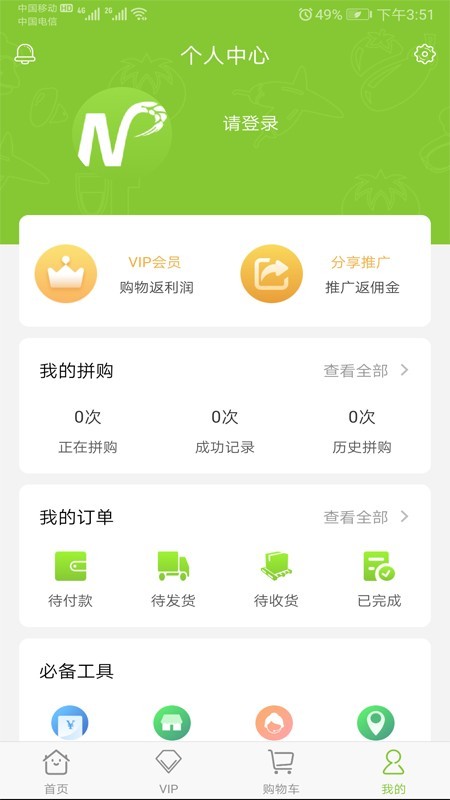 中国移动 HD 4G 2G 49% 下午3:51
中国电信
个人中心
N
请登录
VIP会员 分享推广
购物返利润 推广返佣金
我的拼购 查看全部
0次 0次 0次
正在拼购 成功记录 历史拼购
我的订单 查看全部
待付款 待发货 待收货 已完成
必备工具
¥
首页 VIP 购物车 我的